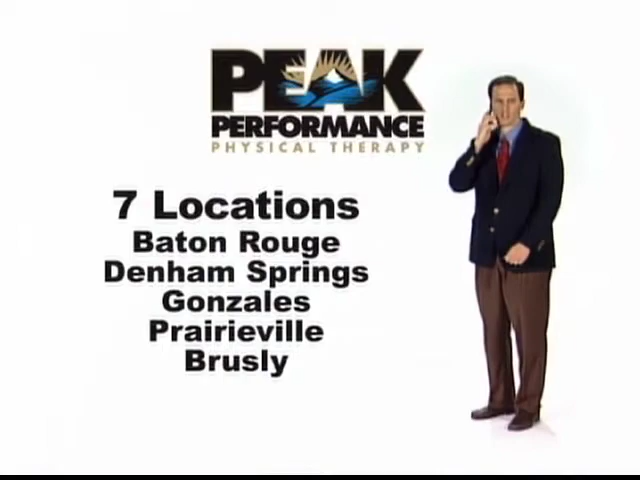 PEAK
PERFORMANCE
PHYSICAL THERAPY
7 Locations
Baton Rouge
Denham Springs
Gonzales
Prairieville
Brusly